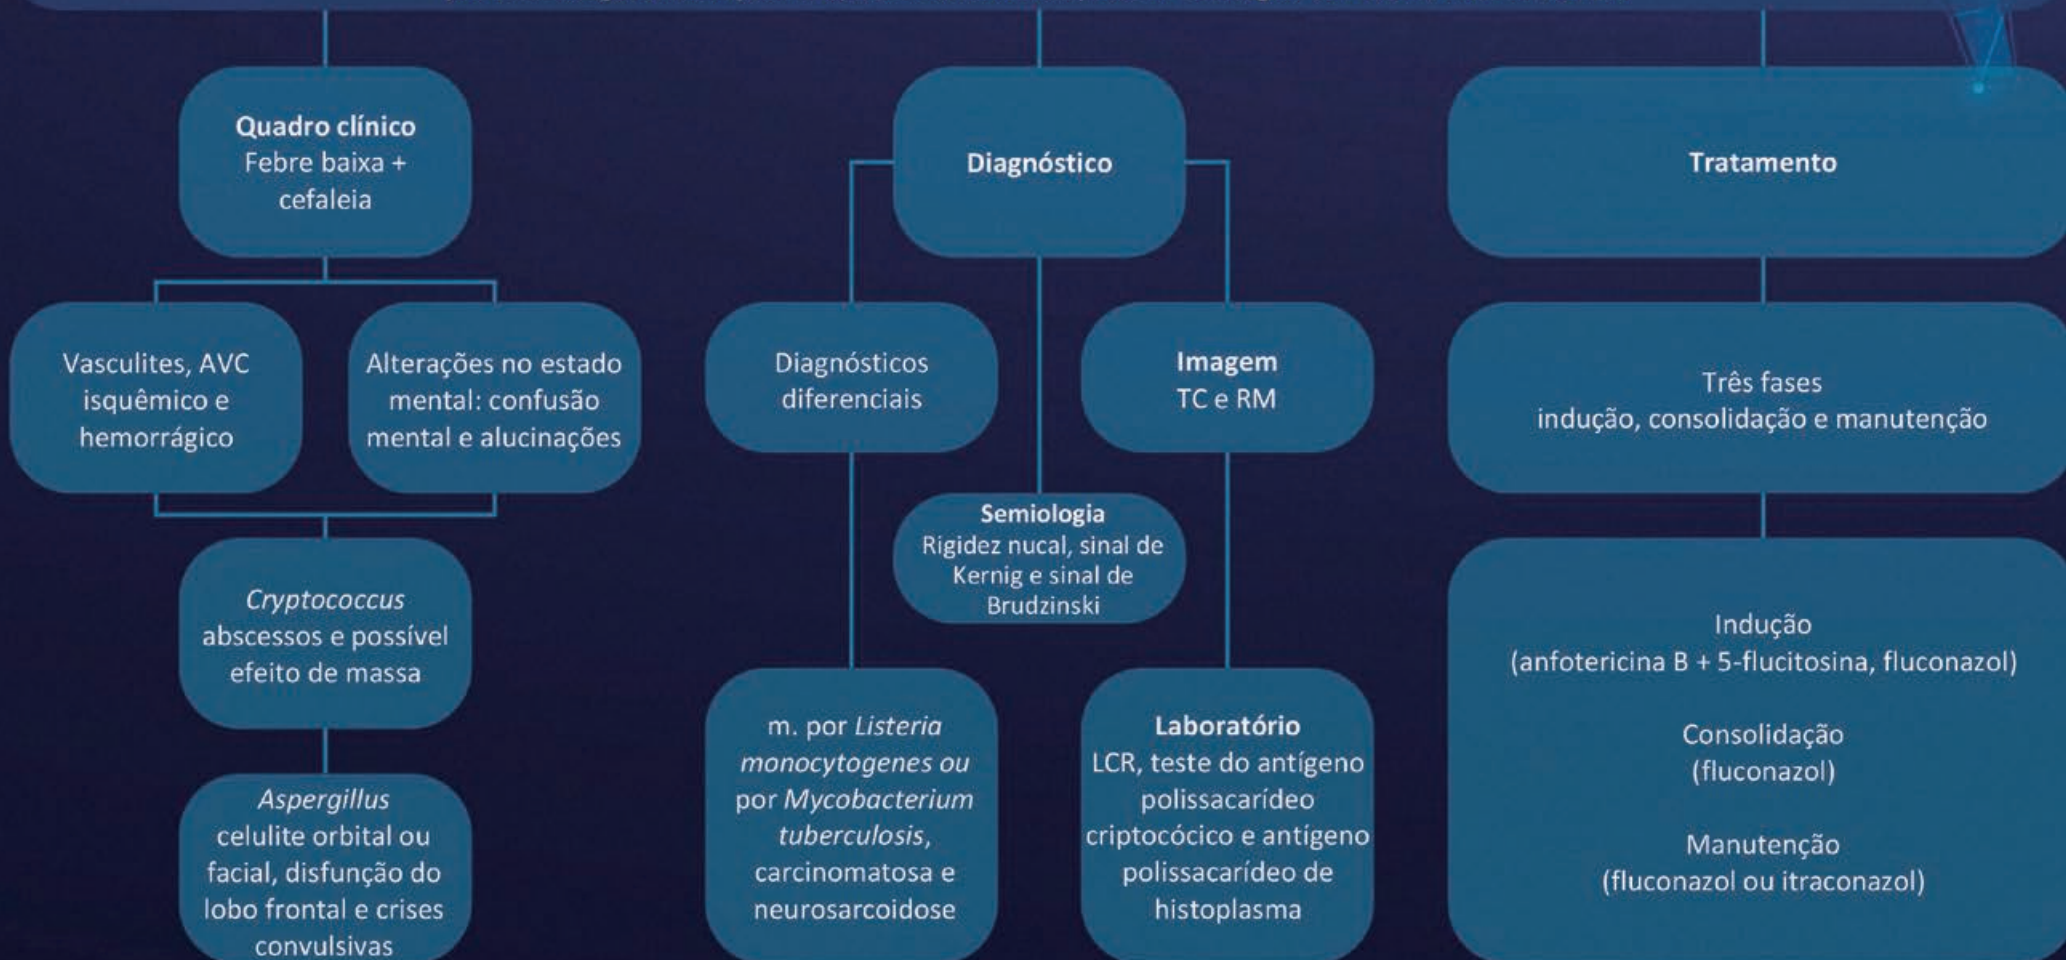 Quadro clínico
Febre baixa +
cefaleia
Vasculites, AVC
isquêmico e
hemorrágico
Alterações no estado
mental: confusão
mental e alucinações
Cryptococcus
abscessos e possível
efeito de massa
Aspergillus
celulite orbital ou
facial, disfunção do
lobo frontal e crises
convulsivas
Diagnóstico
Diagnósticos
diferenciais
m. por Listeria
monocytogenes ou
por Mycobacterium
tuberculosis,
carcinomatosa e
neurosarcoidose
Semiologia
Rigidez nucal, sinal de
Kernig e sinal de
Brudzinski
Imagem
TC e RM
Laboratório
LCR, teste do antígeno
polissacarídeo
criptocócico e antígeno
polissacarídeo de
histoplasma
Tratamento
Três fases
indução, consolidação e manutenção
Indução
(anfotericina B + 5-flucitosina, fluconazol)
Consolidação
(fluconazol)
Manutenção
(fluconazol ou itraconazol)